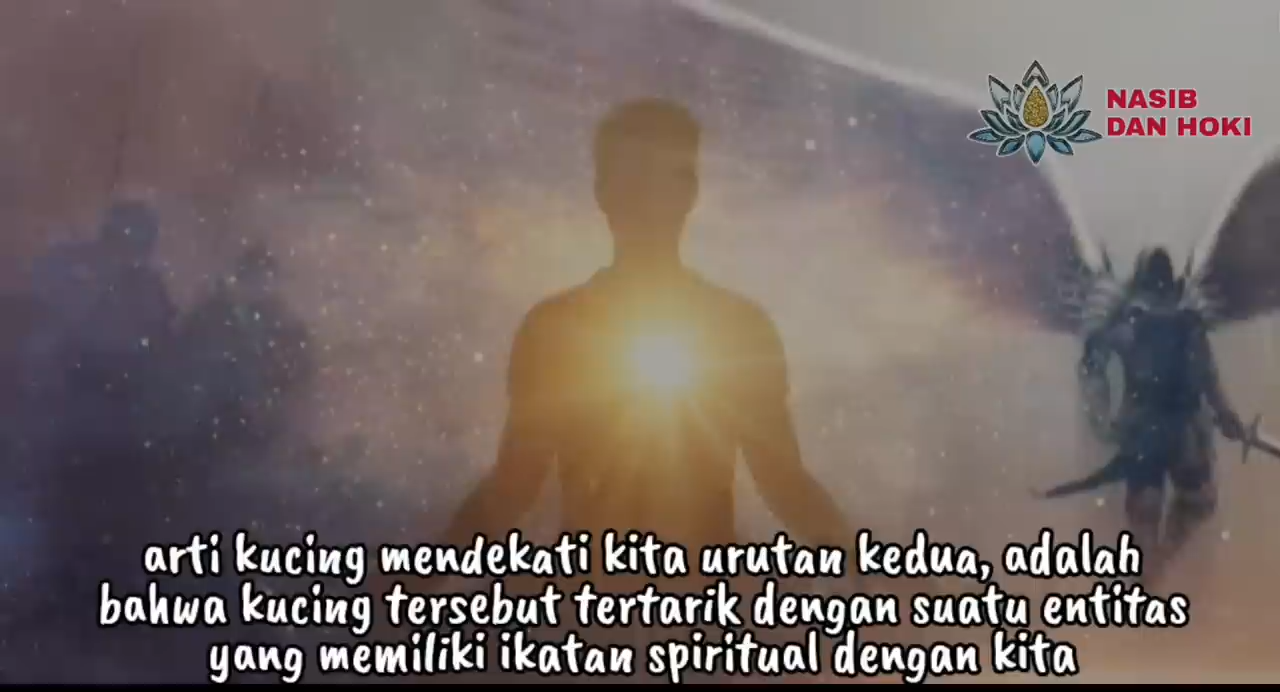 NASIB
DAN HOKI
arti kucing mendekati kita urutan kedua, adalah
bahwa kucing tersebut tertarik dengan suatu entitas
yang memiliki ikatan spiritual dengan kita